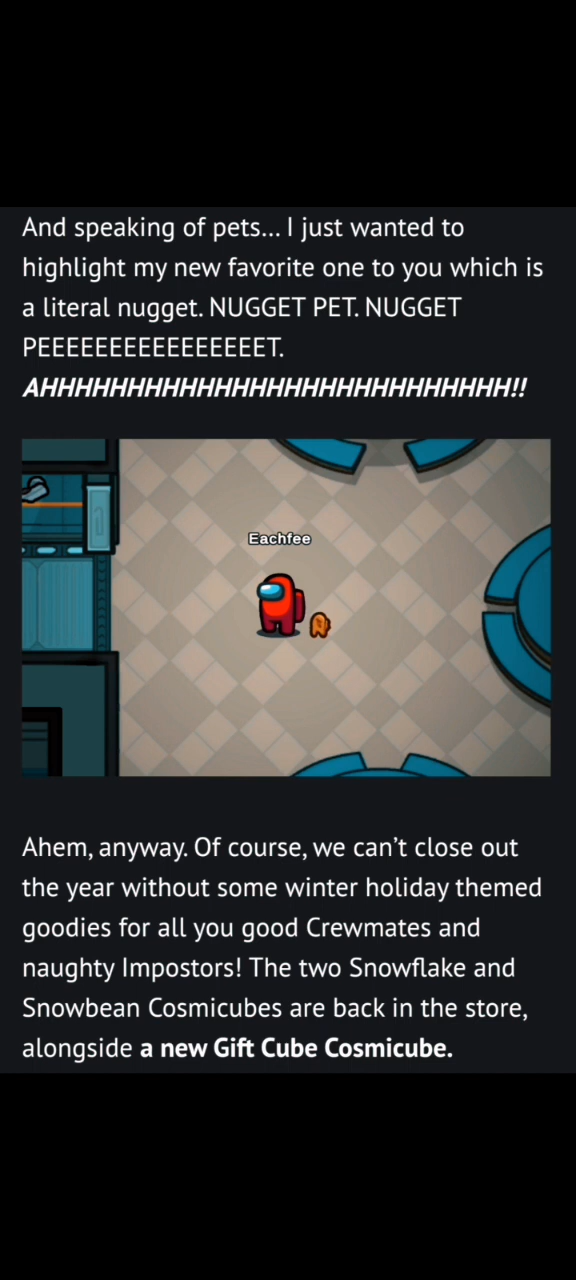 And speaking of pets... I just wanted to
highlight my new favorite one to you which is
a literal nugget. NUGGET PET. NUGGET
PEEEEEEEEEEEEEEEET.
AHHHHHHHHHHHHHHHHHHHHHHHHHHHH!!
Eachfee
Ahem, anyway. Of course, we can’t close out
the year without some winter holiday themed
goodies for all you good Crewmates and
naughty Impostors! The two Snowflake and
Snowbean Cosmicubes are back in the store,
alongside a new Gift Cube Cosmicube.